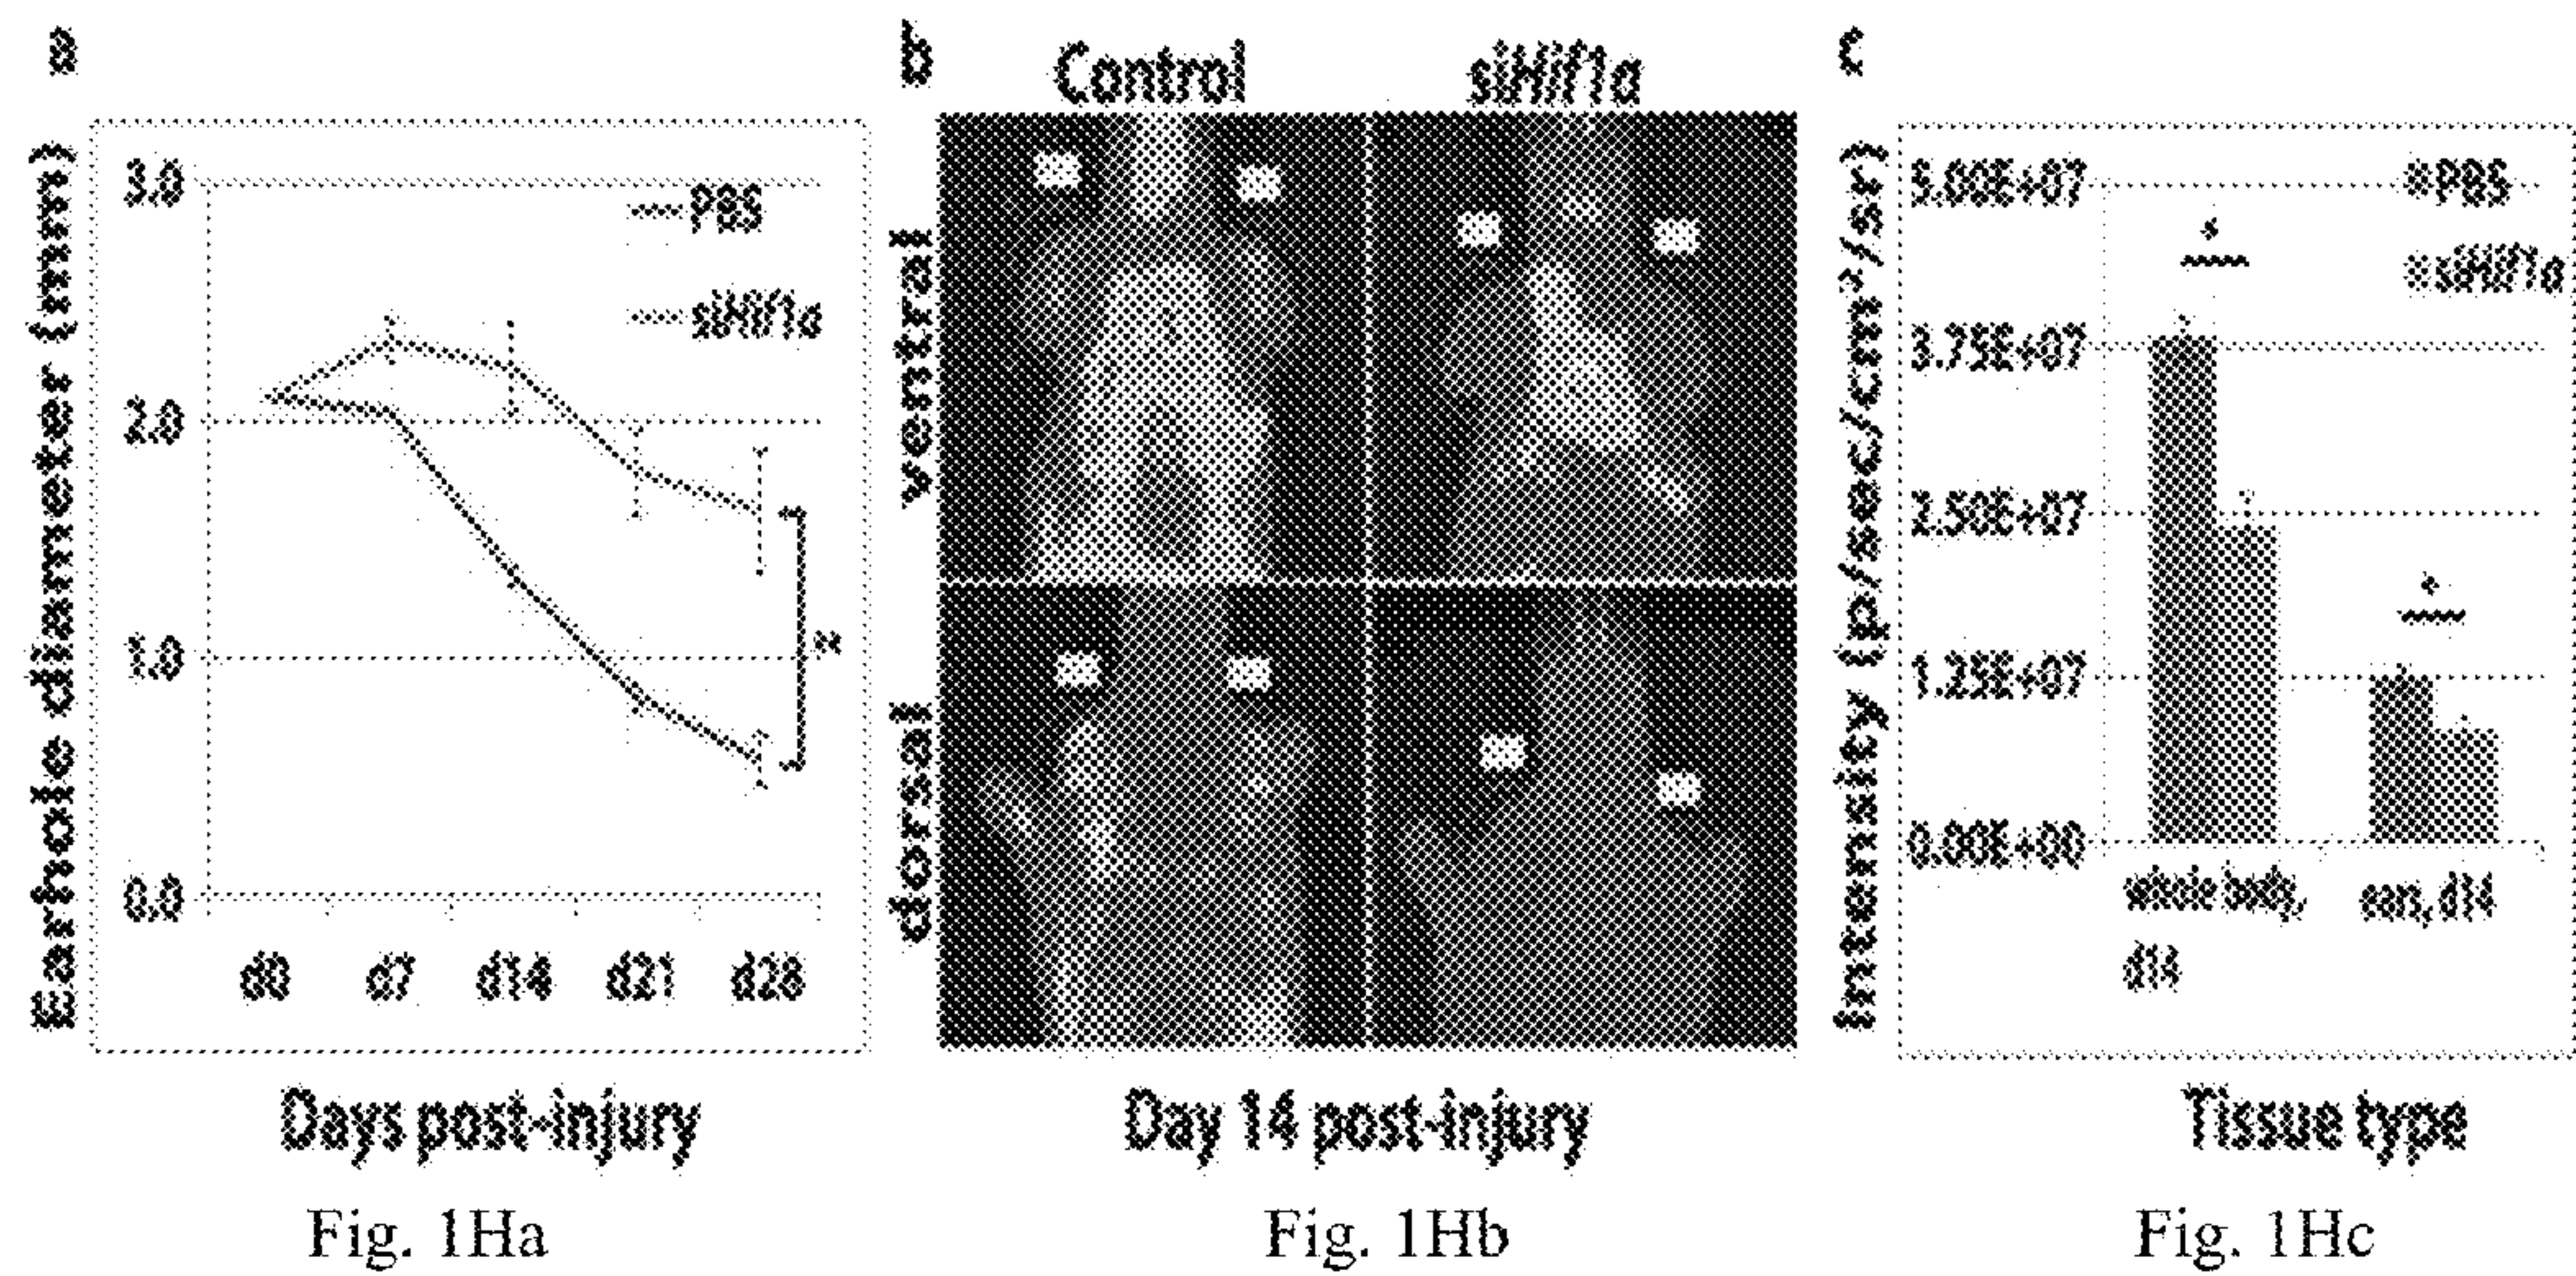 a
Earhole diameter (mm)
3.0
2.0
1.0
0.0
PBS
siHif1α
*
d0 d7 d14 d21 d28
Days post-injury
Fig. 1Ha
b
Control siHif1α
ventral
dorsal
Day 14 post-injury
Fig. 1Hb
c
Intensity (p/sec/cm²/sr)
5.00E+07
3.75E+07
2.50E+07
1.25E+07
0.00E+00
PBS
siHif1α
*
*
whole body, ears, d14
d14
Tissue type
Fig. 1Hc